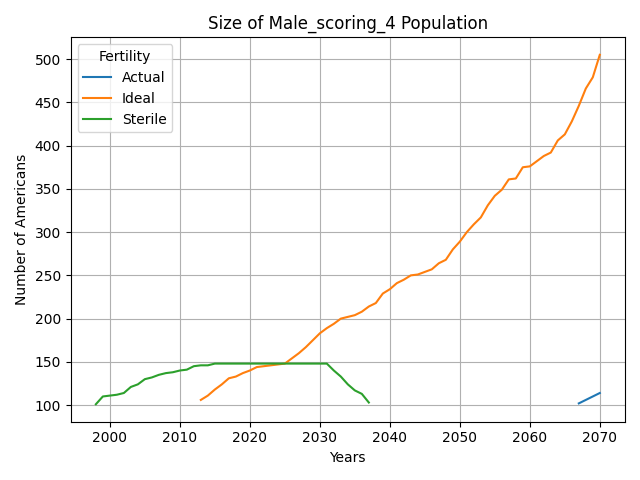 Size of Male_scoring_4 Population
Fertility
Actual
Ideal
Sterile
Number of Americans
500
450
400
350
300
250
200
150
100
2000 2010 2020 2030 2040 2050 2060 2070
Years